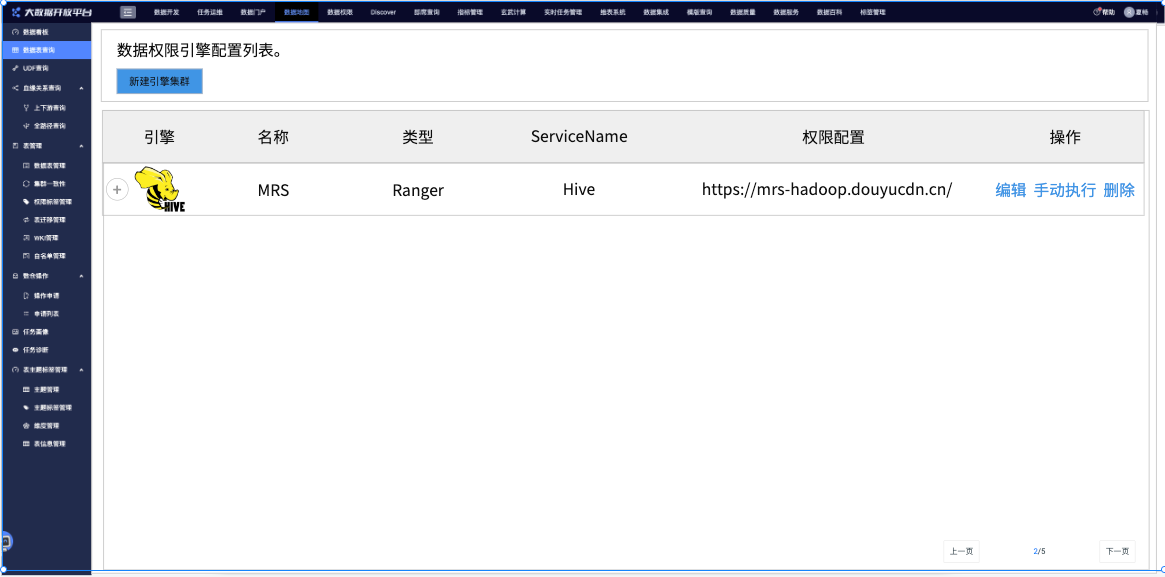 大数据开放平台
数据开发 任务运维 数据门户 数据地图 数据权限 Discover 即席查询 指标管理 玄武计算 实时任务管理 维表系统 数据集成 模版查询 数据质量 数据服务 数据百科 标签管理 帮助 夏杨
数据看板
数据表查询
UDF查询
血缘关系查询
上下游查询
全路径查询
表管理
数据表管理
集群一致性
权限标签管理
表迁移管理
WKI管理
白名单管理
数仓操作
操作申请
申请列表
任务画像
任务诊断
表主题标签管理
主题管理
主题标签管理
维度管理
表信息管理
数据权限引擎配置列表。
新建引擎集群
引擎 名称 类型 ServiceName 权限配置 操作
HIVE MRS Ranger Hive https://mrs-hadoop.douyucdn.cn/ 编辑 手动执行 删除
上一页 2/5 下一页